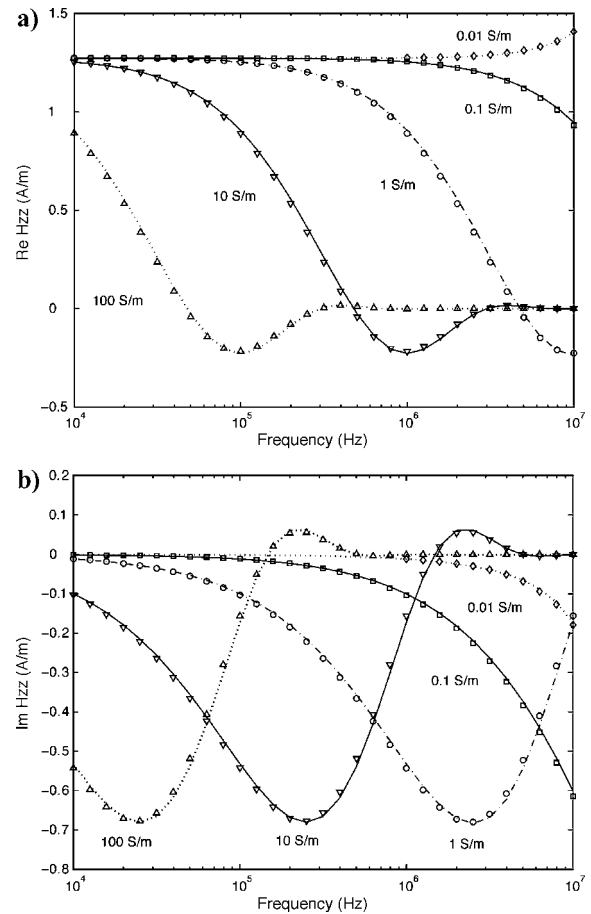 a)
1.5
1
0.5
0
−0.5
Re Hzz (A/m)
0.01 S/m
0.1 S/m
1 S/m
10 S/m
100 S/m
10^4
10^5
10^6
10^7
Frequency (Hz)
b)
0.2
0.1
0
−0.1
−0.2
−0.3
−0.4
−0.5
−0.6
−0.7
−0.8
Im Hzz (A/m)
0.01 S/m
0.1 S/m
100 S/m
10 S/m
1 S/m
10^4
10^5
10^6
10^7
Frequency (Hz)